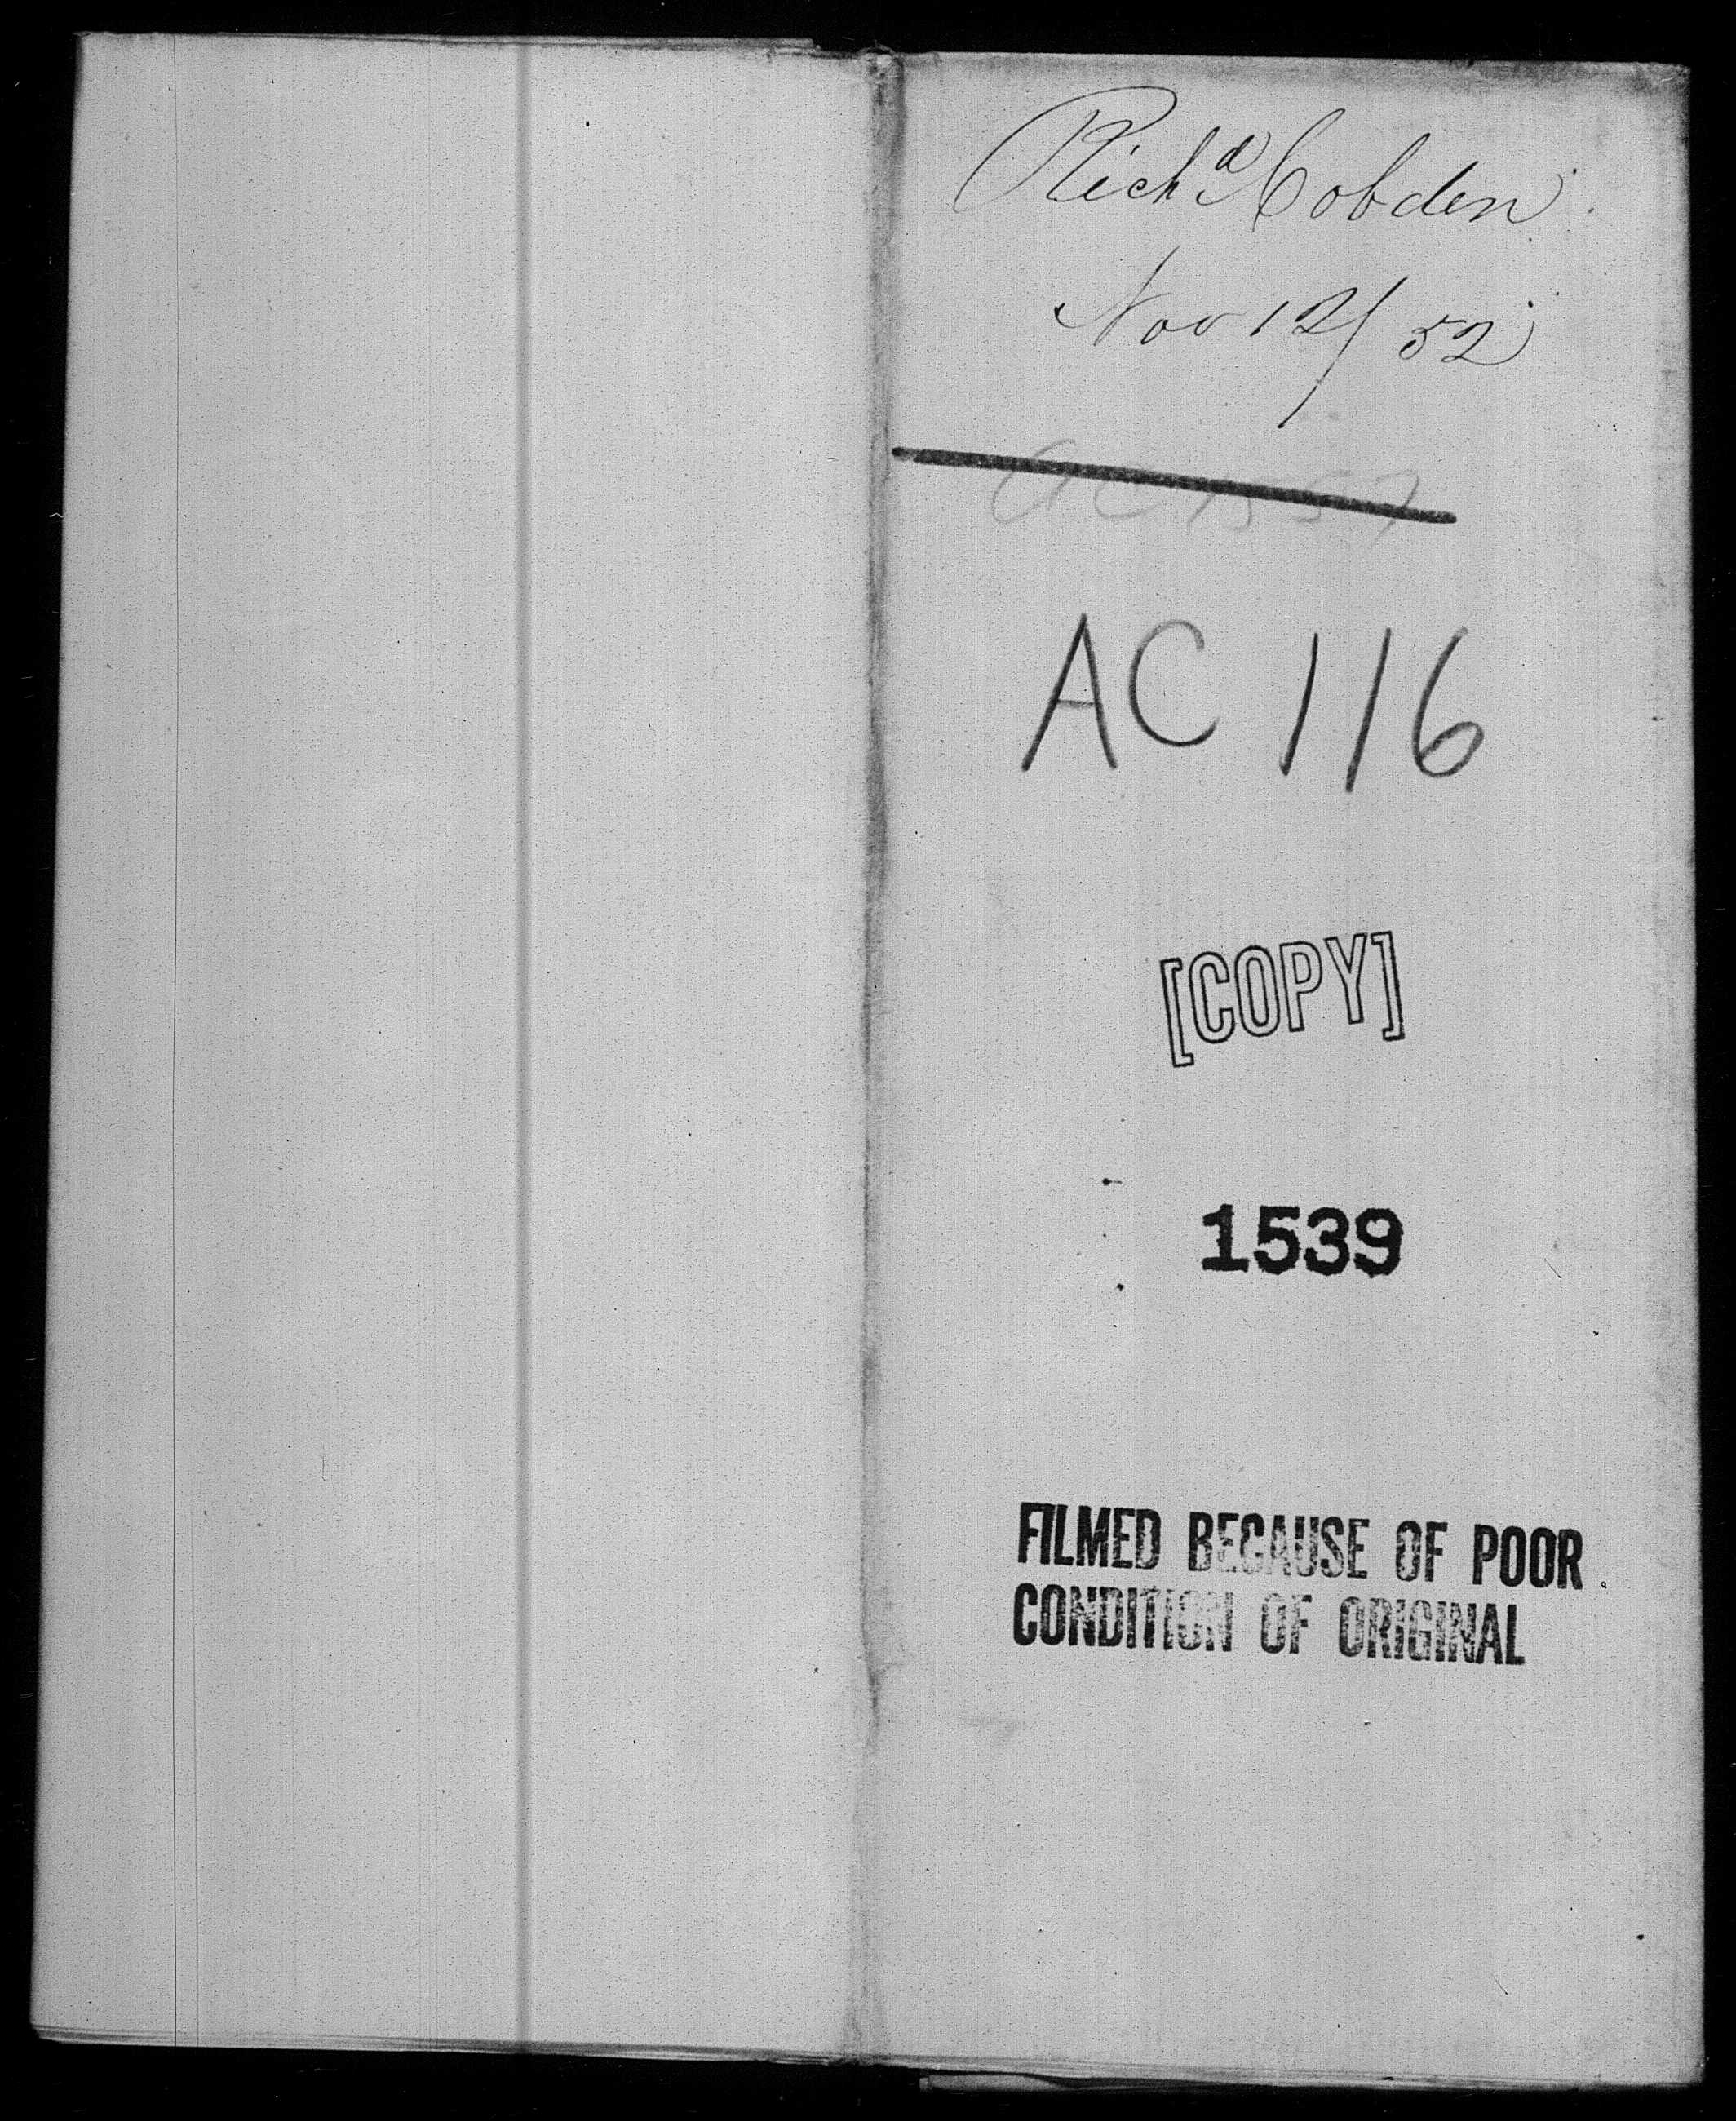 Richd Cobden
Nov 12/52
AC 116
[COPY]
1539
FILMED BECAUSE OF POOR
CONDITION OF ORIGINAL